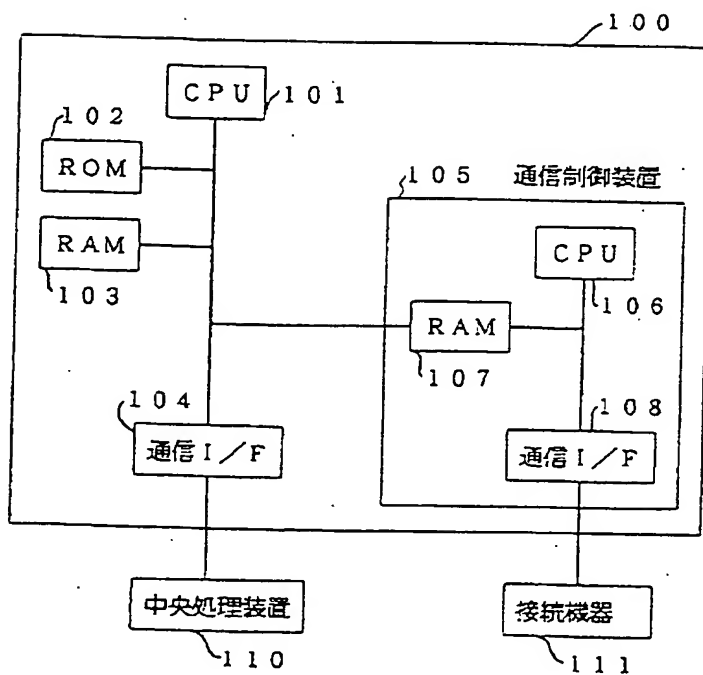 １００
ＣＰＵ
１０１
１０２
ＲＯＭ
１０５
通信制御装置
ＲＡＭ
１０３
ＣＰＵ
１０６
ＲＡＭ
１０７
１０４
１０８
通信Ｉ／Ｆ
通信Ｉ／Ｆ
中央処理装置
１１０
接続機器
１１１